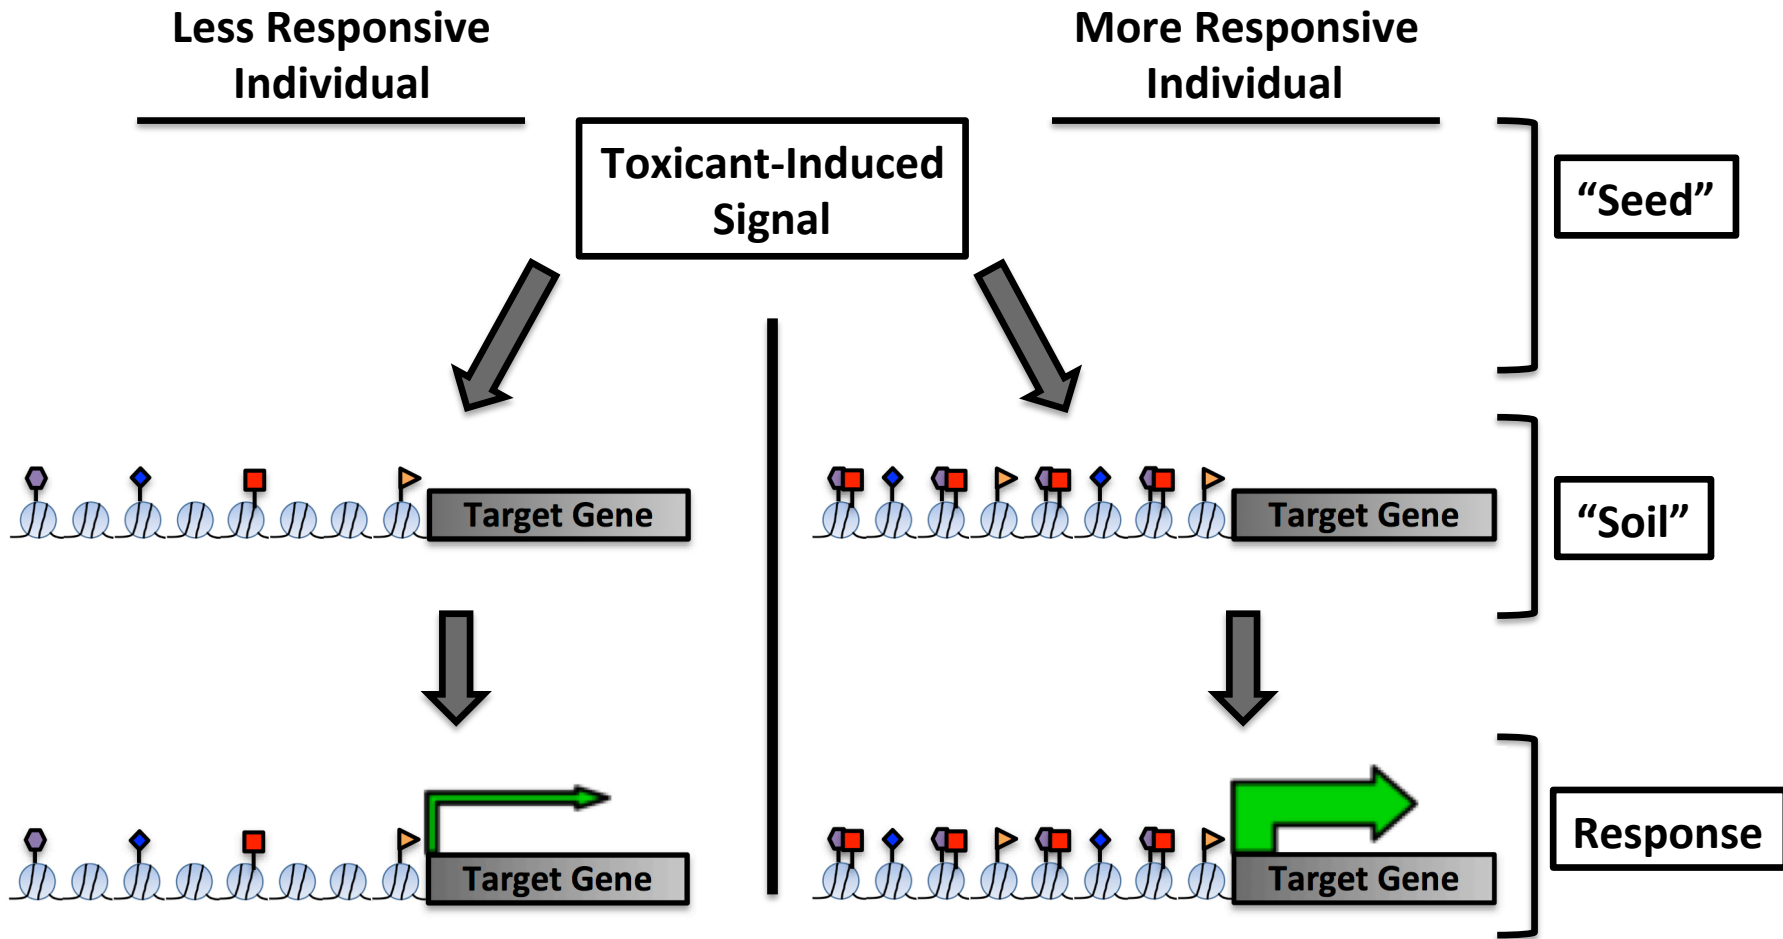 Less Responsive
Individual
More Responsive
Individual
Toxicant-Induced
Signal
“Seed”
Target Gene
Target Gene
“Soil”
Target Gene
Target Gene
Response